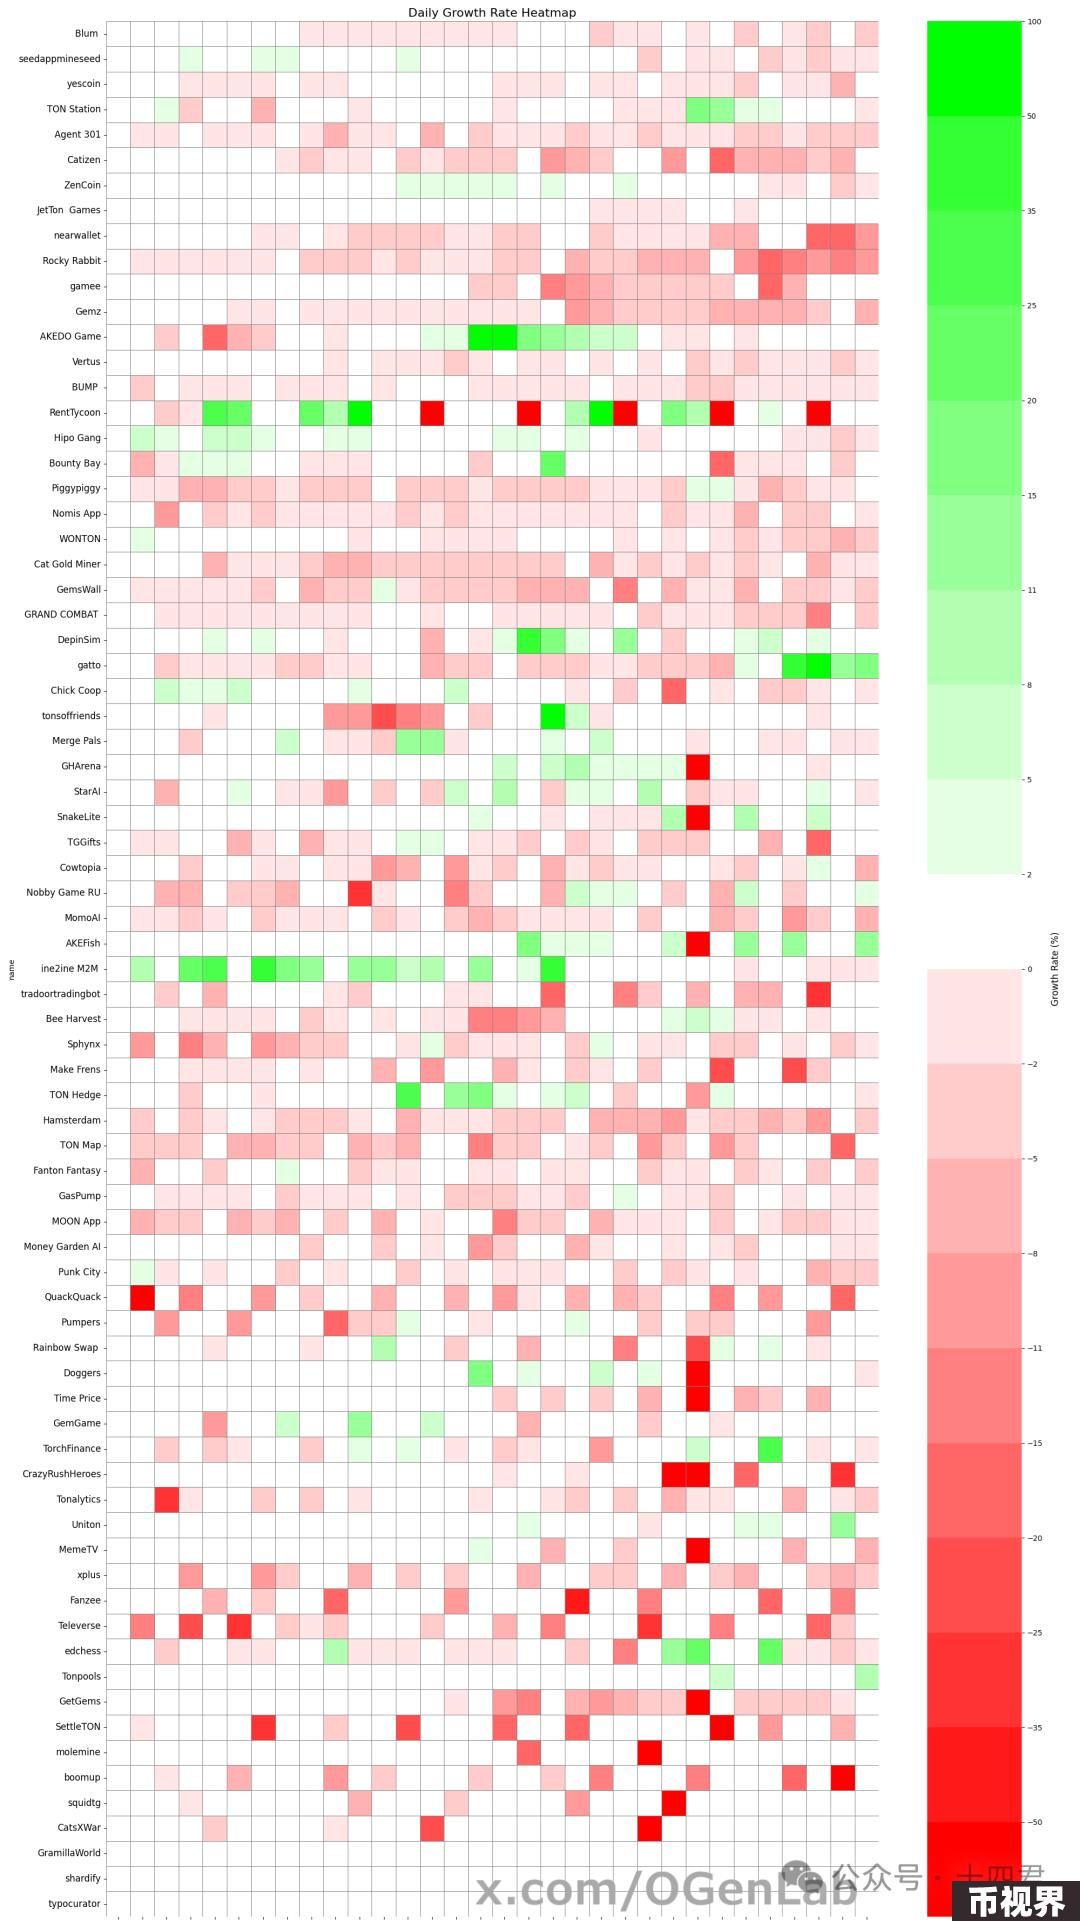 Daily Growth Rate Heatmap
Blum
seedappmineseed
yescoin
TON Station
Agent 301
Catizen
ZenCoin
JetTon  Games
nearwallet
Rocky Rabbit
gamee
Gemz
AKEDO Game
Vertus
BUMP
RentTycoon
Hipo Gang
Bounty Bay
Piggypiggy
Nomis App
WONTON
Cat Gold Miner
GemsWall
GRAND COMBAT
DepinSim
gatto
Chick Coop
tonsoffriends
Merge Pals
GHArena
StarAI
SnakeLite
TGGifts
Cowtopia
Nobby Game RU
MomoAI
AKEFish
ine2ine M2M
tradoortradingbot
Bee Harvest
Sphynx
Make Frens
TON Hedge
Hamsterdam
TON Map
Fanton Fantasy
GasPump
MOON App
Money Garden AI
Punk City
QuackQuack
Pumpers
Rainbow Swap
Doggers
Time Price
GemGame
TorchFinance
CrazyRushHeroes
Tonalytics
Uniton
MemeTV
xplus
Fanzee
Televerse
edchess
Tonpools
GetGems
SettleTON
molemine
boomup
squidtg
CatsXWar
GramillaWorld
shardify
typocurator
name
100
50
35
25
20
15
11
8
5
2
0
−2
−5
−8
−11
−15
−20
−25
−35
−50
Growth Rate (%)
公众号 · 十四君
x.com/OGenLab
币视界